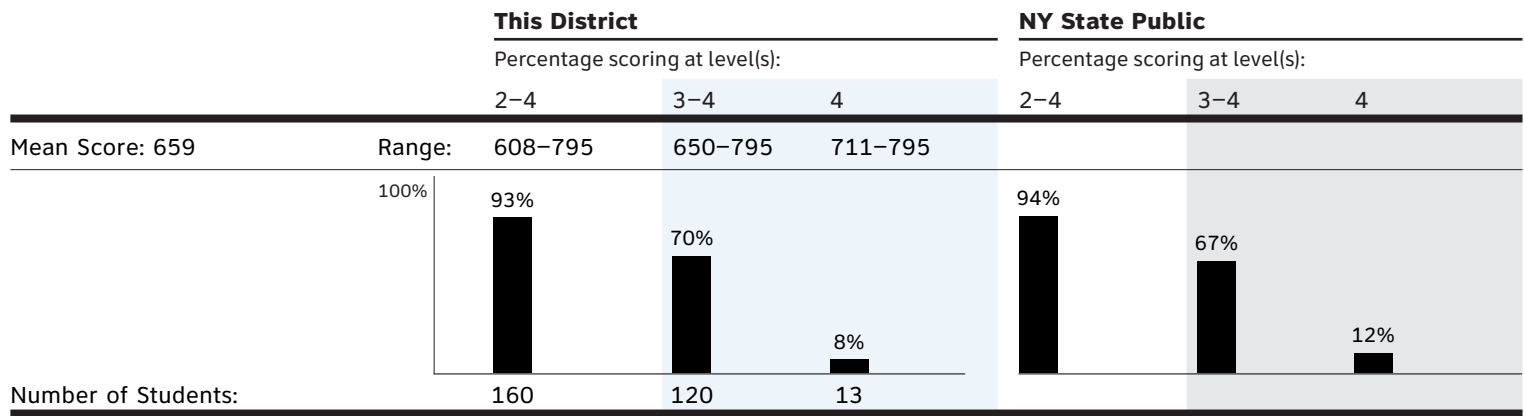 This District NY State Public
Percentage scoring at level(s): Percentage scoring at level(s):
2–4 3–4 4 2–4 3–4 4
Mean Score: 659 Range: 608–795 650–795 711–795
100%
93% 70% 8% 94% 67% 12%
Number of Students: 160 120 13